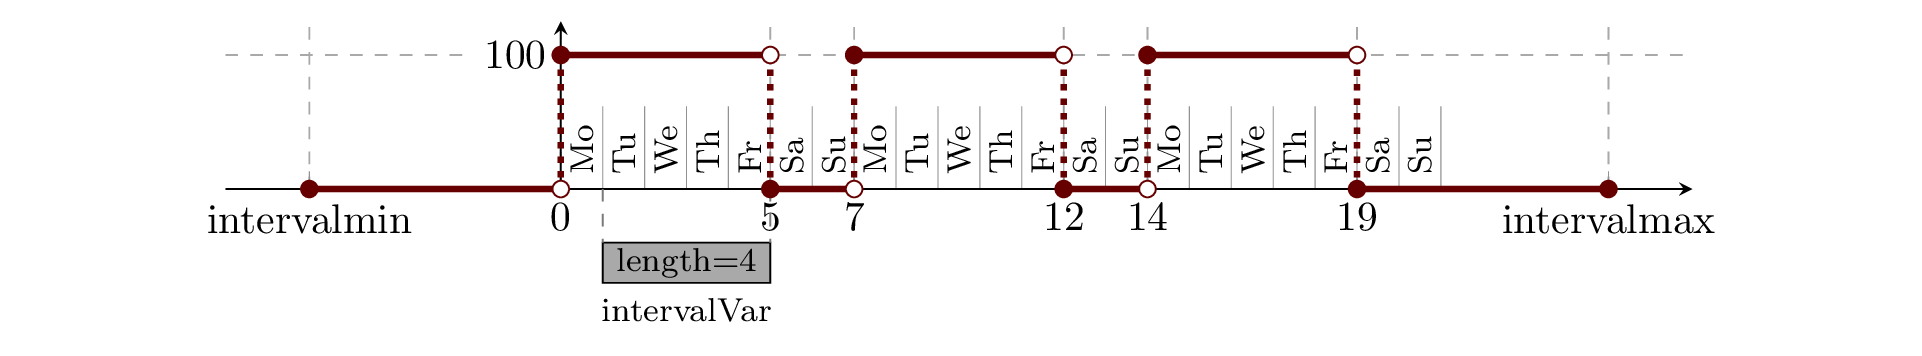 100
Mo Tu We Th Fr Sa Su Mo Tu We Th Fr Sa Su Mo Tu We Th Fr Sa Su
intervalmin 0 5 7 12 14 19 intervalmax
length=4
intervalVar